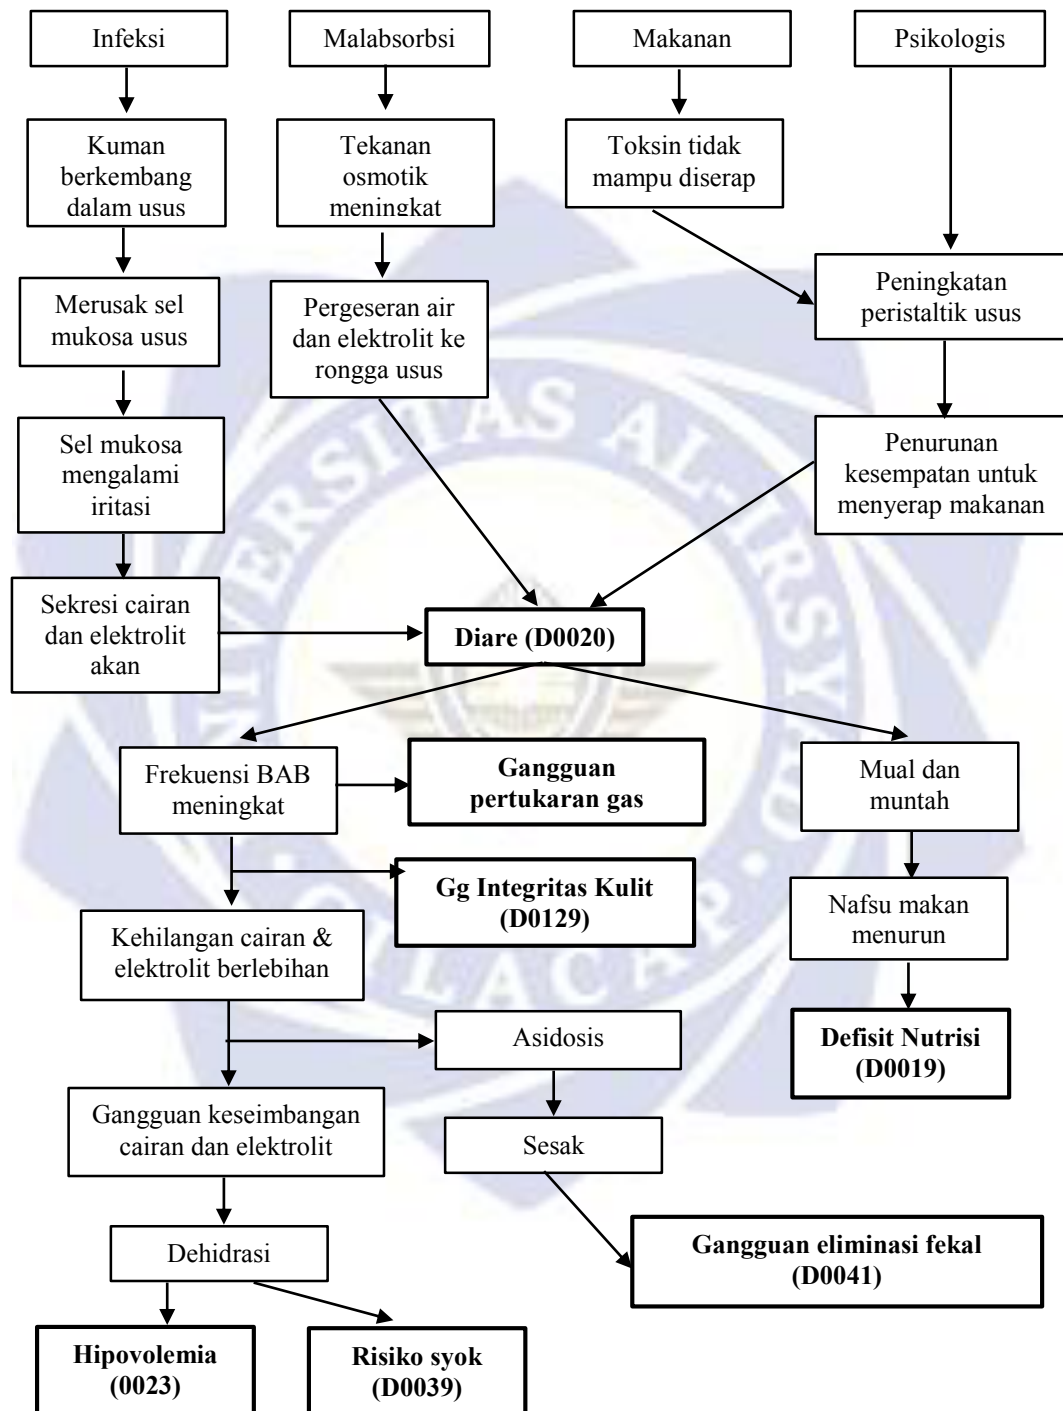 Infeksi
Malabsorbsi
Makanan
Psikologis
Kuman
berkembang
dalam usus
Tekanan
osmotik
meningkat
Toksin tidak
mampu diserap
Merusak sel
mukosa usus
Pergeseran air
dan elektrolit ke
rongga usus
Peningkatan
peristaltik usus
Sel mukosa
mengalami
iritasi
Penurunan
kesempatan untuk
menyerap makanan
Sekresi cairan
dan elektrolit
akan
Diare (D0020)
Frekuensi BAB
meningkat
Gangguan
pertukaran gas
Mual dan
muntah
Gg Integritas Kulit
(D0129)
Nafsu makan
menurun
Kehilangan cairan &
elektrolit berlebihan
Asidosis
Defisit Nutrisi
(D0019)
Gangguan keseimbangan
cairan dan elektrolit
Sesak
Dehidrasi
Gangguan eliminasi fekal
(D0041)
Hipovolemia
(0023)
Risiko syok
(D0039)
UNIVERSITAS AL-IRSYAD
CILACAP